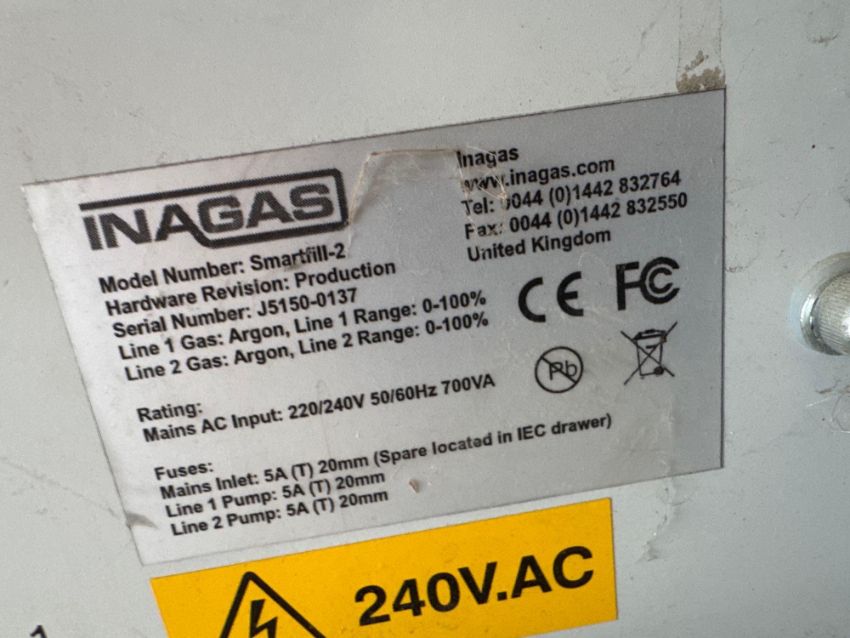 INAGAS
Inagas
www.inagas.com
Tel: 0044 (0)1442 832764
Fax: 0044 (0)1442 832550
United Kingdom
Model Number: Smartfill-2
Hardware Revision: Production
Serial Number: J5150-0137
Line 1 Gas: Argon, Line 1 Range: 0-100%
Line 2 Gas: Argon, Line 2 Range: 0-100%
CE FC
Pb
Rating:
Mains AC Input: 220/240V 50/60Hz 700VA
Fuses:
Mains Inlet: 5A (T) 20mm (Spare located in IEC drawer)
Line 1 Pump: 5A (T) 20mm
Line 2 Pump: 5A (T) 20mm
240V.AC
1